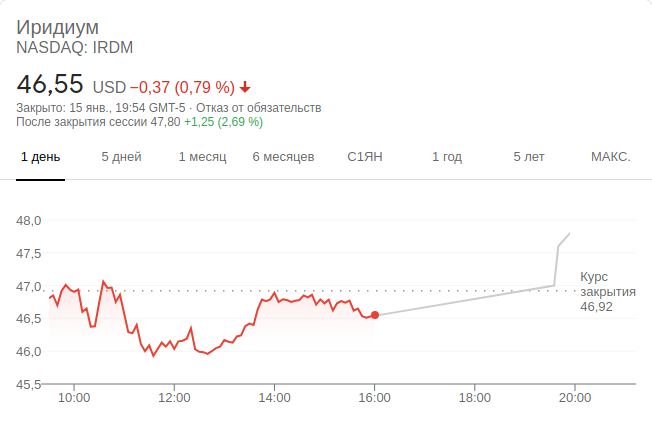 Иридиум
NASDAQ: IRDM
46,55 USD −0,37 (0,79 %)
Закрыто: 15 янв., 19:54 GMT-5 · Отказ от обязательств
После закрытия сессии 47,80 +1,25 (2,69 %)
1 день 5 дней 1 месяц 6 месяцев С1ЯН 1 год 5 лет МАКС.
48,0
47,5
47,0
46,5
46,0
45,5
Курс
закрытия
46,92
10:00 12:00 14:00 16:00 18:00 20:00